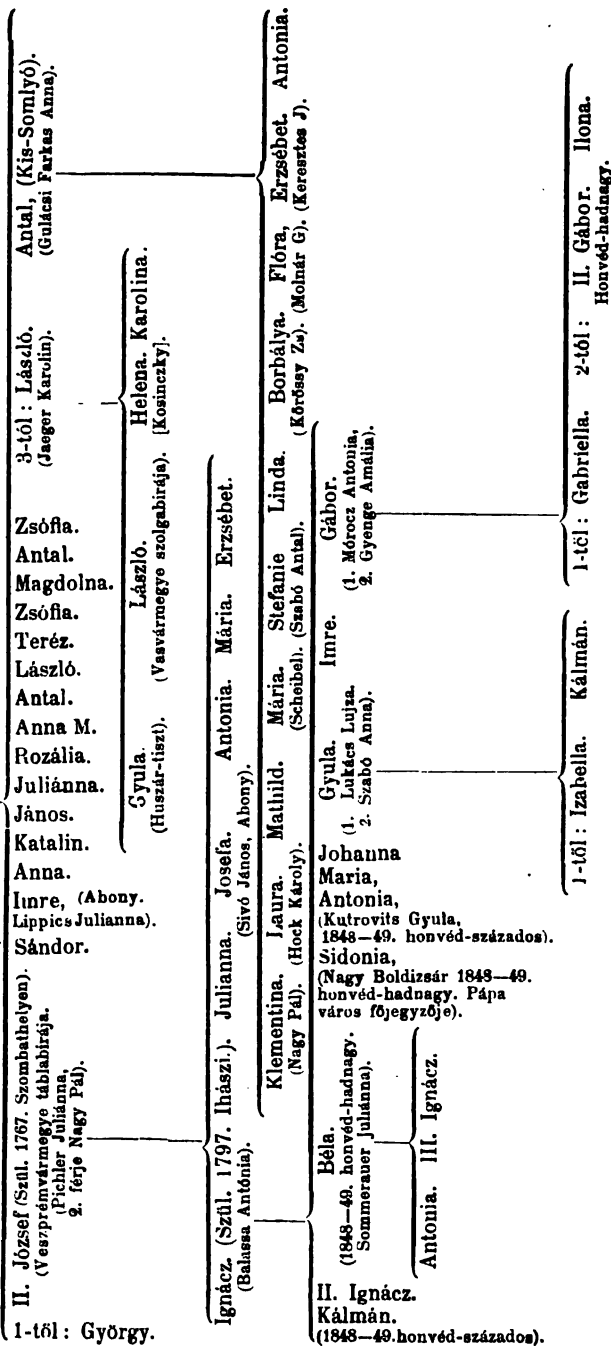 1-től : György.
II. József (Szül. 1767. Szombathelyen).
(Veszprémvármegye táblabirája.
(Pichler Juliánna,
2. férje Nagy Pál).
Sándor.
Imre, (Abony.
Lippics Julianna).
Anna.
Katalin.
János.
Juliánna.
Rozália.
Anna M.
Antal.
László.
Teréz.
Zsófia.
Magdolna.
Antal.
Zsófia.
3-tól : László.
(Jaeger Karolin).
Antal, (Kis-Somlyó).
(Gulácsi Farkas Anna).
Gyula. László. Helena. Karolina.
(Huszár-tiszt). (Vasvármegye szolgabirája). [Kosinczky].
Ignácz. (Szül. 1797. Ihászi.). Julianna. Josefa. Antonia. Mária. Erzsébet.
(Balassa Antónia). (Sivó János, Abony).
Klementina. Laura. Mathild. Mária. Stefanie Linda. Borbálya. Flóra, Erzsébet. Antonia.
(Nagy Pál). (Hock Károly). (Scheibel). (Szabó Antal). (Körössy Zs). (Molnár G). (Keresztes J).
II. Ignácz.
Kálmán.
(1848—49.honvéd-százados).
Béla.
(1848—49. honvéd-hadnagy.
Sommerauer Juliánna).
Johanna
Maria,
Antonia,
(Kutrovits Gyula,
1848—49. honvéd-százados).
Sidonia,
(Nagy Boldizsár 1848—49.
honvéd-hadnagy. Pápa
város főjegyzője).
Gyula. Imre. Gábor.
(1. Lukács Lujza. (1. Mórocz Antonia,
2. Szabó Anna). 2. Gyenge Amália).
Antonia. III. Ignácz.
1-től : Izabella. Kálmán.
1-től : Gabriella. 2-tól : II. Gábor. Ilona.
Honvéd-hadnagy.